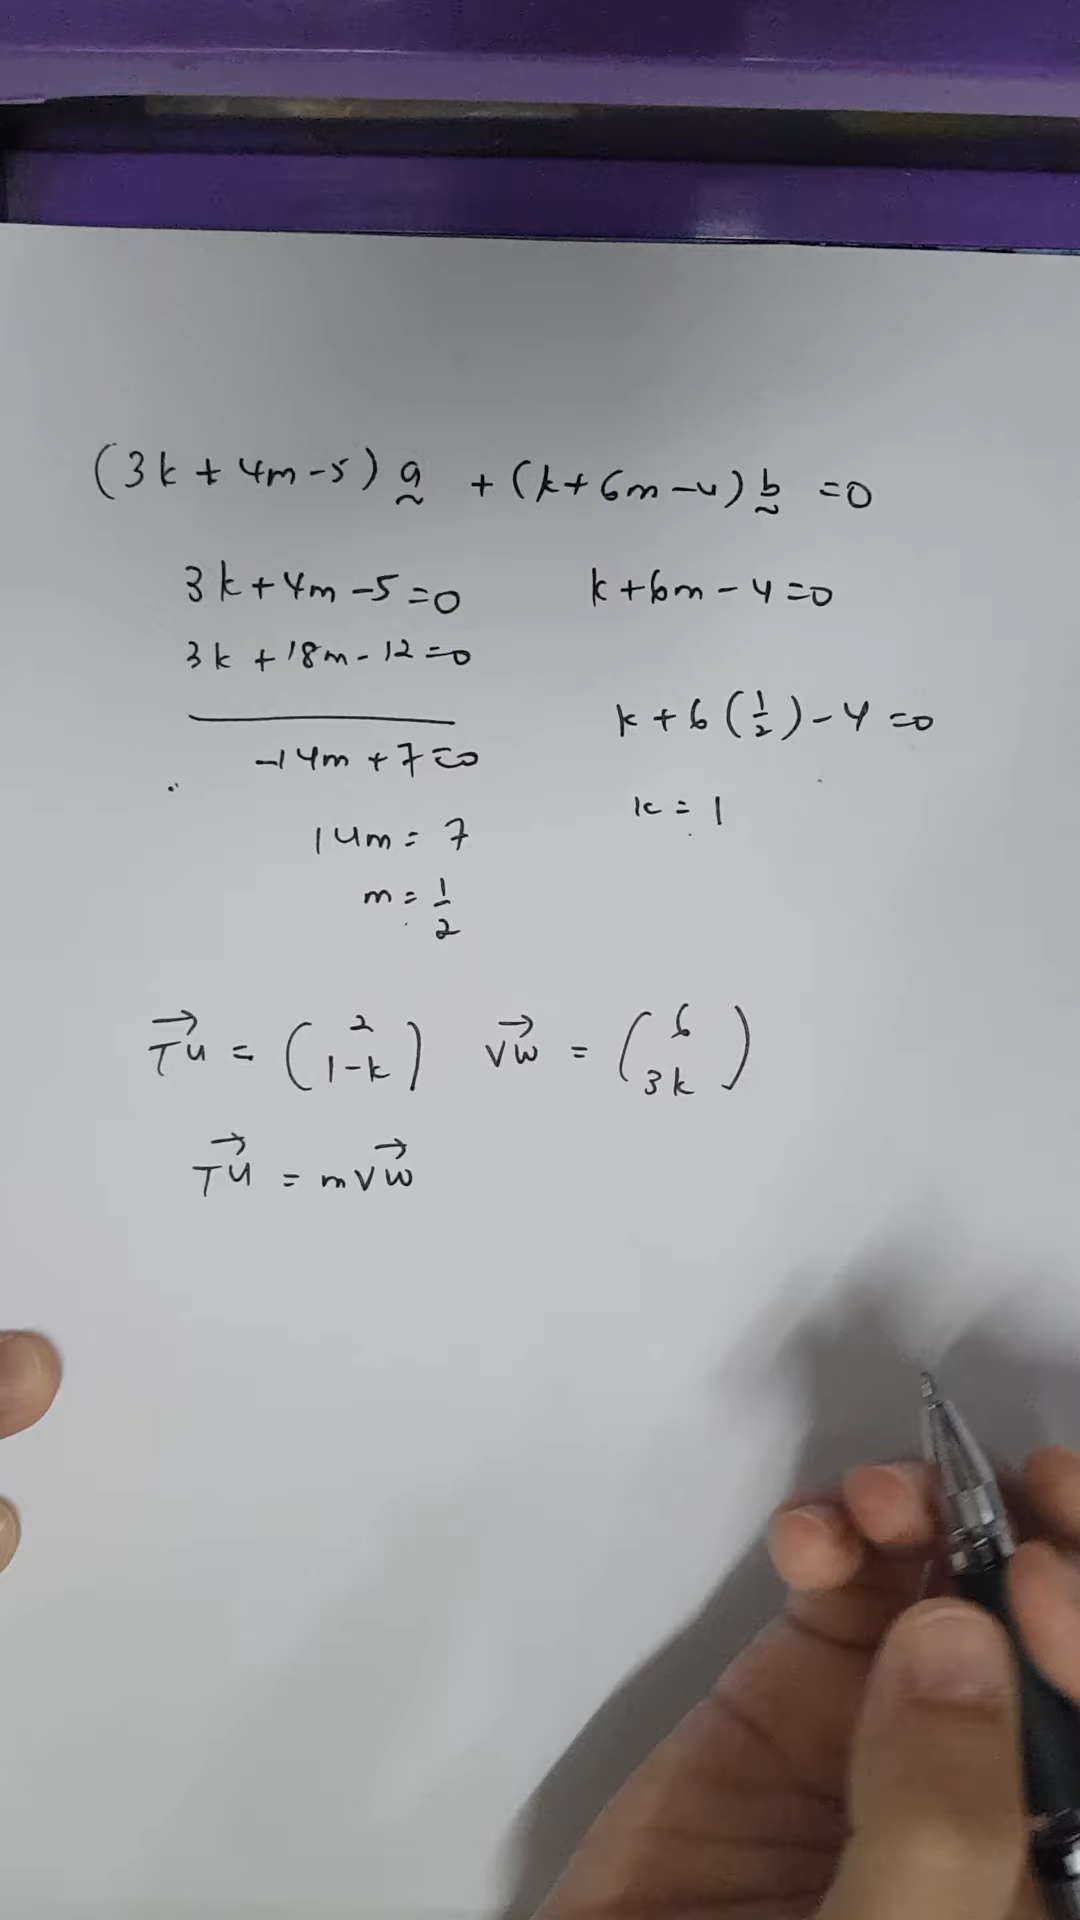 (3k + 4m - 5) a + (k + 6m - 4) b = 0
3k + 4m - 5 = 0 k + 6m - 4 = 0
3k + 18m - 12 = 0
k + 6 (1/2) - 4 = 0
-14m + 7 = 0
k = 1
14m = 7
m = 1/2
→TU = (2 / 1-k) →VW = (6 / 3k)
→TU = m→VW